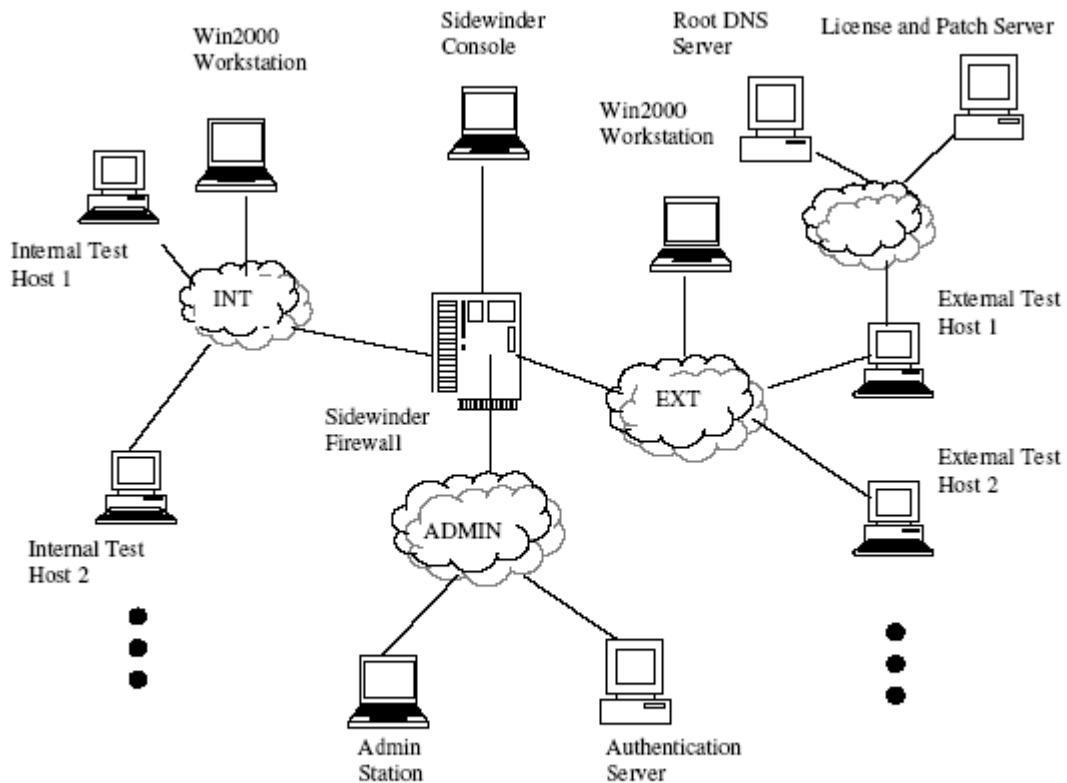 Win2000
Workstation
Sidewinder
Console
Root DNS
Server
License and Patch Server
Win2000
Workstation
Internal Test
Host 1
INT
External Test
Host 1
Sidewinder
Firewall
EXT
External Test
Host 2
ADMIN
Internal Test
Host 2
Admin
Station
Authentication
Server